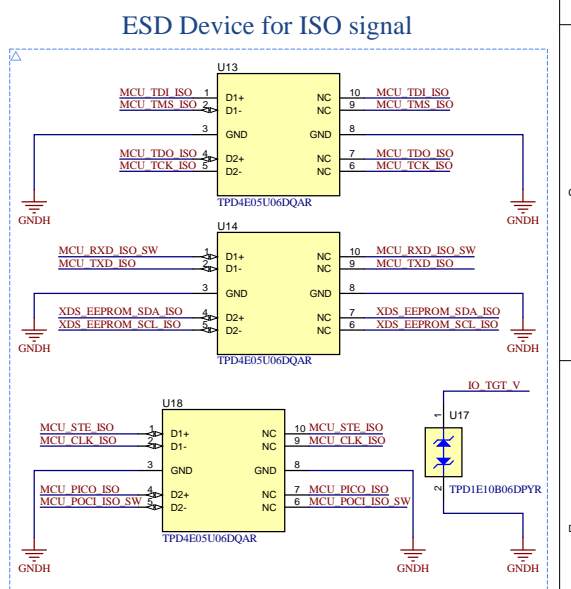 ESD Device for ISO signal
U13
MCU_TDI_ISO 1 D1+ NC 10 MCU_TDI_ISO
MCU_TMS_ISO 2 D1- NC 9 MCU_TMS_ISO
3 GND GND 8
MCU_TDO_ISO 4 D2+ NC 7 MCU_TDO_ISO
MCU_TCK_ISO 5 D2- NC 6 MCU_TCK_ISO
TPD4E05U06DQAR
GNDH GNDH
U14
MCU_RXD_ISO_SW 1 D1+ NC 10 MCU_RXD_ISO_SW
MCU_TXD_ISO 2 D1- NC 9 MCU_TXD_ISO
3 GND GND 8
XDS_EEPROM_SDA_ISO 4 D2+ NC 7 XDS_EEPROM_SDA_ISO
XDS_EEPROM_SCL_ISO 5 D2- NC 6 XDS_EEPROM_SCL_ISO
GNDH GNDH
TPD4E05U06DQAR
U18
MCU_STE_ISO 1 D1+ NC 10 MCU_STE_ISO
MCU_CLK_ISO 2 D1- NC 9 MCU_CLK_ISO
3 GND GND 8
MCU_PICO_ISO 4 D2+ NC 7 MCU_PICO_ISO
MCU_POCI_ISO_SW 5 D2- NC 6 MCU_POCI_ISO_SW
TPD4E05U06DQAR
GNDH GNDH
IO_TGT_V
1 U17
2 TPD1E10B06DPYR
GNDH
D